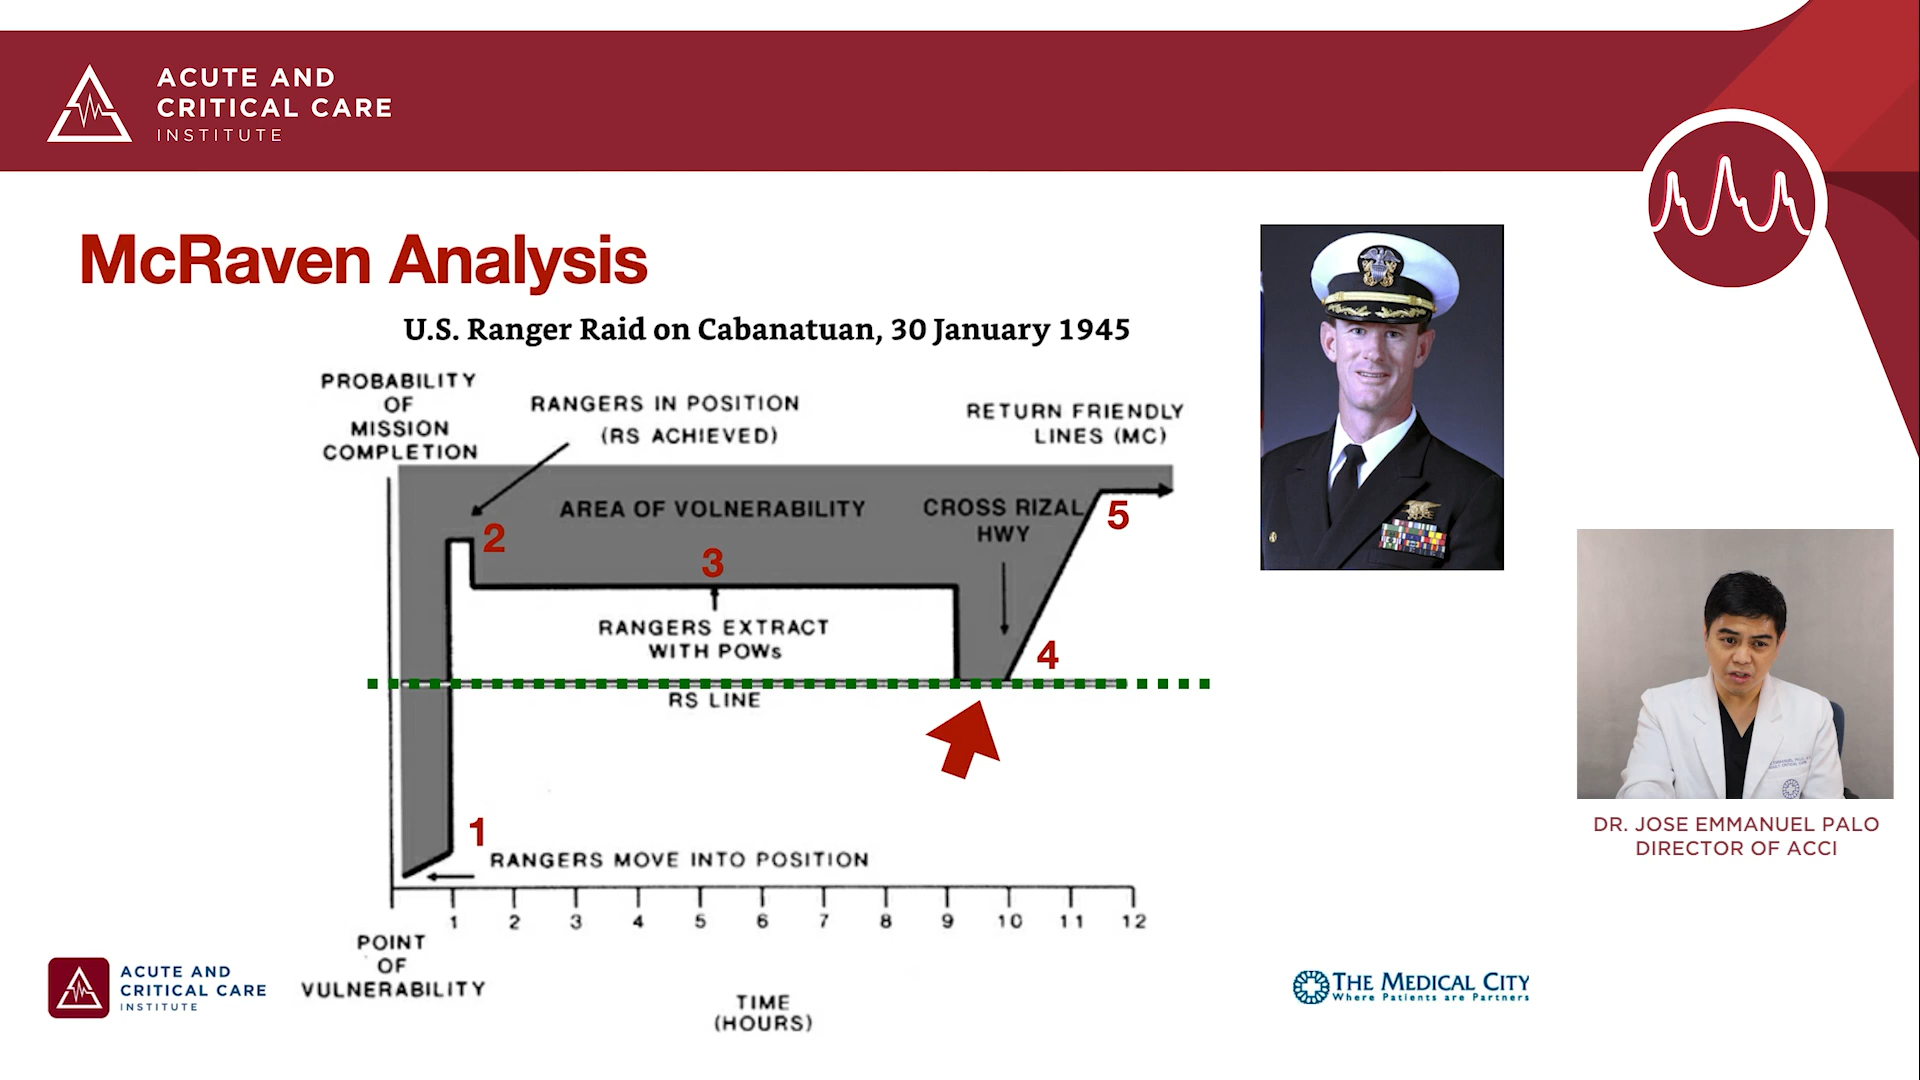 ACUTE AND
CRITICAL CARE
INSTITUTE
McRaven Analysis
U.S. Ranger Raid on Cabanatuan, 30 January 1945
PROBABILITY
OF
MISSION
COMPLETION
RANGERS IN POSITION
(RS ACHIEVED)
RETURN FRIENDLY
LINES (MC)
AREA OF VOLNERABILITY
CROSS RIZAL
HWY
5
2
3
RANGERS EXTRACT
WITH POWs
4
RS LINE
1
RANGERS MOVE INTO POSITION
1 2 3 4 5 6 7 8 9 10 11 12
POINT
OF
VULNERABILITY
TIME
(HOURS)
DR. JOSE EMMANUEL PALO
DIRECTOR OF ACCI
ACUTE AND
CRITICAL CARE
INSTITUTE
THE MEDICAL CITY
Where Patients are Partners